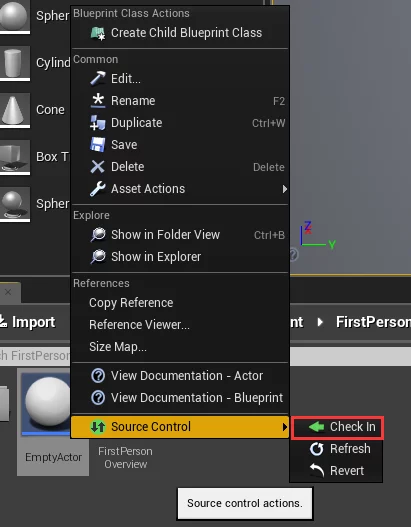 Spher
Cylind
Cone
Box T
Spher
Blueprint Class Actions
Create Child Blueprint Class
Common
Edit...
Rename F2
Duplicate Ctrl+W
Save
Delete Delete
Asset Actions
Explore
Show in Folder View Ctrl+B
Show in Explorer
References
Copy Reference
Reference Viewer...
Size Map...
View Documentation - Actor
View Documentation - Blueprint
Source Control
Check In
Refresh
Revert
Z
Y
Import
nt
FirstPerson
ch FirstPerson
EmptyActor
FirstPerson
Overview
Source control actions.